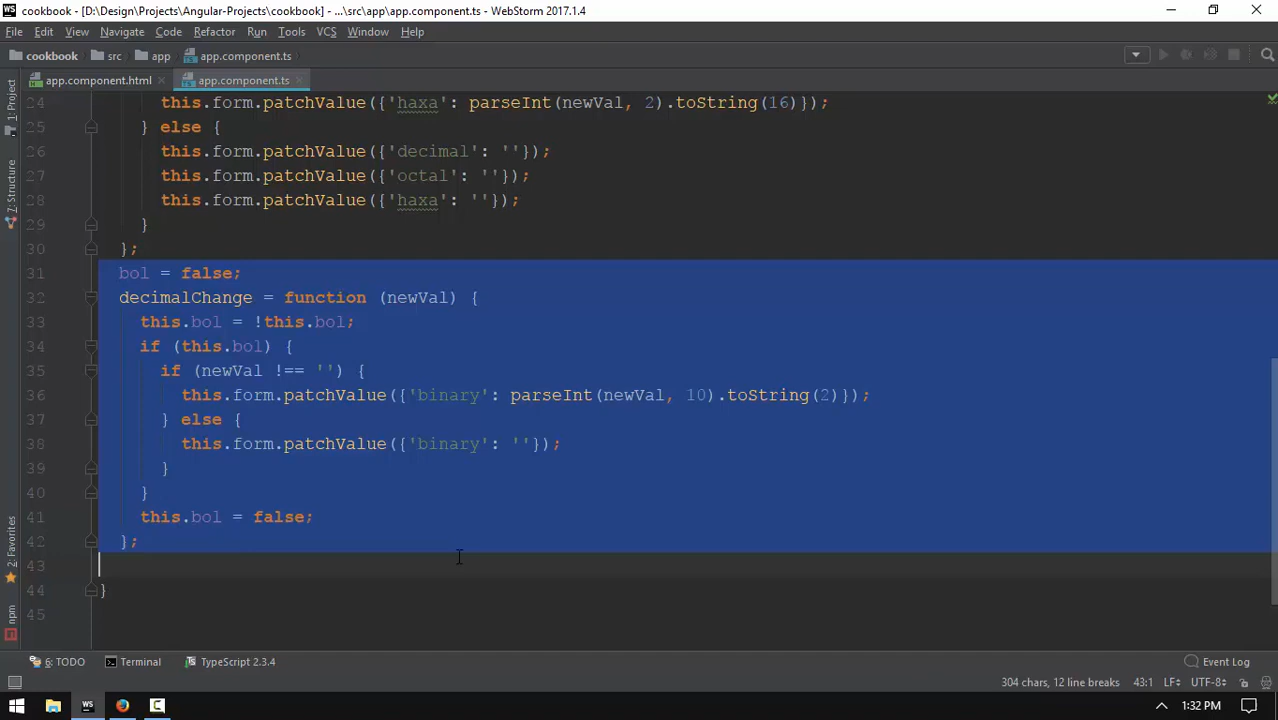 cookbook - [D:\Design\Projects\Angular-Projects\cookbook] - ...\src\app\app.component.ts - WebStorm 2017.1.4
File Edit View Navigate Code Refactor Run Tools VCS Window Help
cookbook src app app.component.ts
app.component.html app.component.ts
1: Project
7: Structure
2: Favorites
npm
24 this.form.patchValue({'haxa': parseInt(newVal, 2).toString(16)});
25 } else {
26 this.form.patchValue({'decimal': ''});
27 this.form.patchValue({'octal': ''});
28 this.form.patchValue({'haxa': ''});
29 }
30 };
31 bol = false;
32 decimalChange = function (newVal) {
33 this.bol = !this.bol;
34 if (this.bol) {
35 if (newVal !== '') {
36 this.form.patchValue({'binary': parseInt(newVal, 10).toString(2)});
37 } else {
38 this.form.patchValue({'binary': ''});
39 }
40 }
41 this.bol = false;
42 };
43
44 }
45
6: TODO Terminal TypeScript 2.3.4 Event Log
304 chars, 12 line breaks 43:1 LF UTF-8
WS 1:32 PM